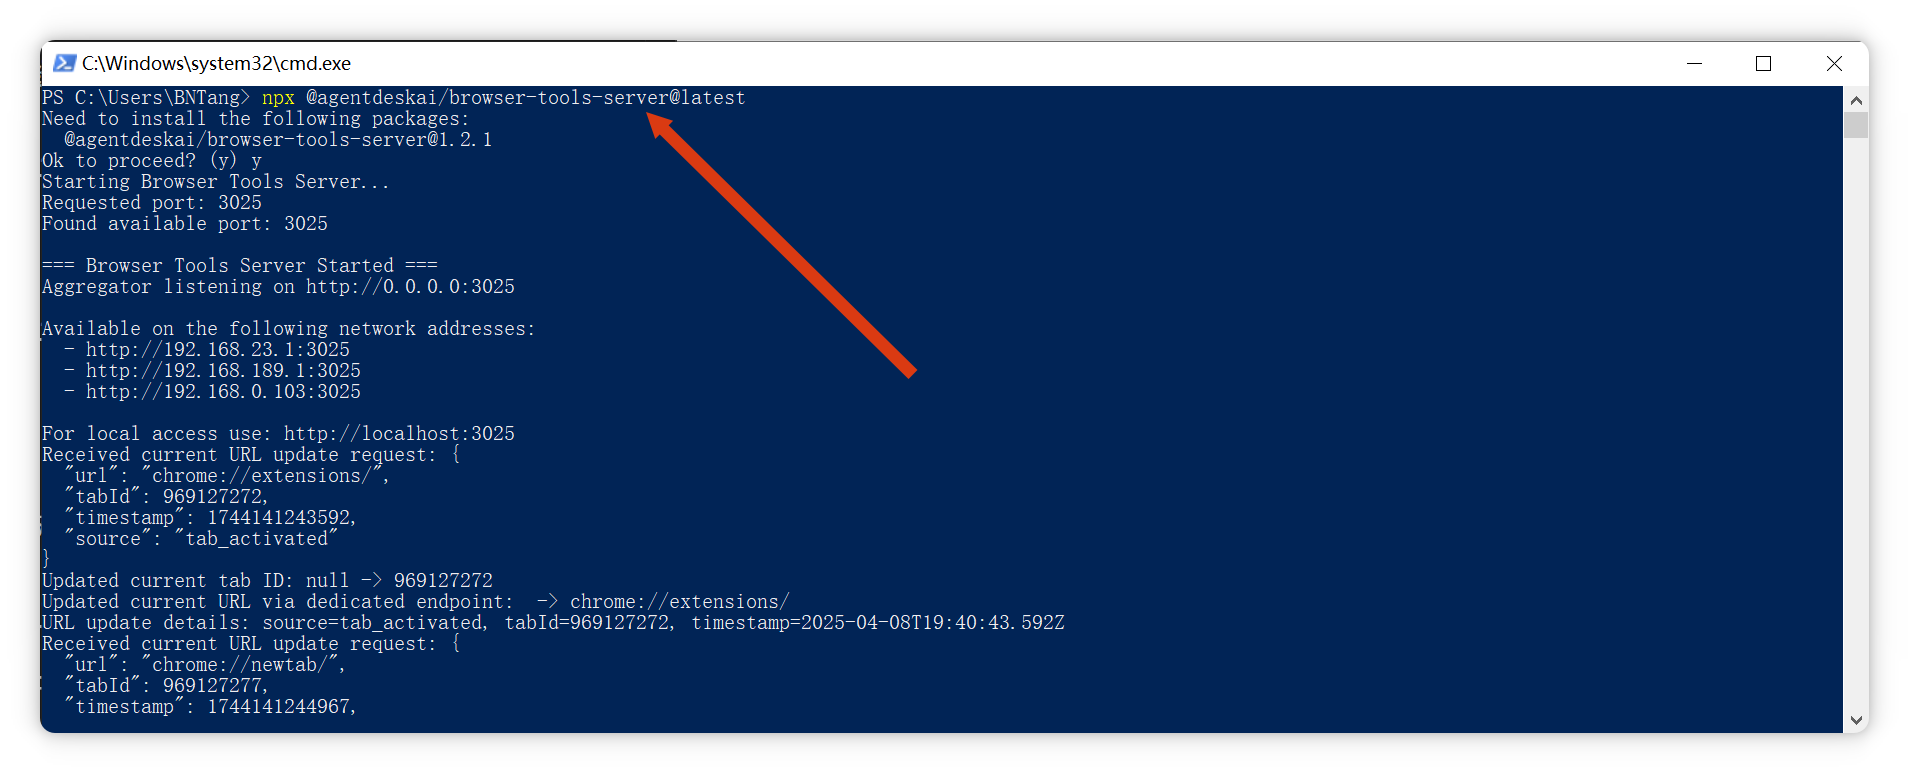 C:\Windows\system32\cmd.exe
PS C:\Users\BNTang> npx @agentdeskai/browser-tools-server@latest
Need to install the following packages:
  @agentdeskai/browser-tools-server@1.2.1
Ok to proceed? (y) y
Starting Browser Tools Server...
Requested port: 3025
Found available port: 3025
=== Browser Tools Server Started ===
Aggregator listening on http://0.0.0.0:3025
Available on the following network addresses:
  - http://192.168.23.1:3025
  - http://192.168.189.1:3025
  - http://192.168.0.103:3025
For local access use: http://localhost:3025
Received current URL update request: {
  "url": "chrome://extensions/",
  "tabId": 969127272,
  "timestamp": 1744141243592,
  "source": "tab_activated"
}
Updated current tab ID: null -> 969127272
Updated current URL via dedicated endpoint:  -> chrome://extensions/
URL update details: source=tab_activated, tabId=969127272, timestamp=2025-04-08T19:40:43.592Z
Received current URL update request: {
  "url": "chrome://newtab/",
  "tabId": 969127277,
  "timestamp": 1744141244967,